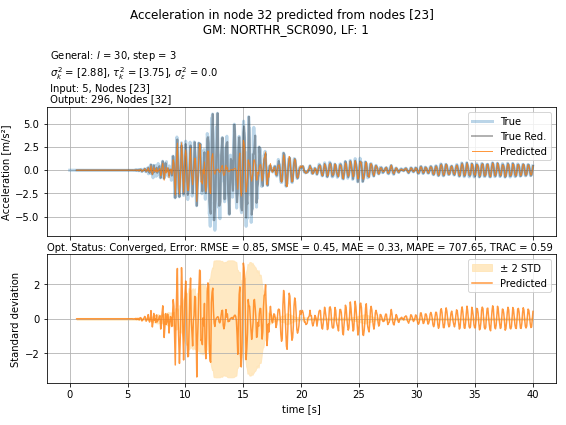 Acceleration in node 32 predicted from nodes [23]
GM: NORTHR_SCR090, LF: 1
General: l = 30, step = 3
σ²ₖ = [2.88], τ²ₖ = [3.75], σ²ε = 0.0
Input: 5, Nodes [23]
Output: 296, Nodes [32]
Acceleration [m/s²]
5.0
2.5
0.0
−2.5
−5.0
True
True Red.
Predicted
Opt. Status: Converged, Error: RMSE = 0.85, SMSE = 0.45, MAE = 0.33, MAPE = 707.65, TRAC = 0.59
Standard deviation
2
0
−2
± 2 STD
Predicted
0 5 10 15 20 25 30 35 40
time [s]